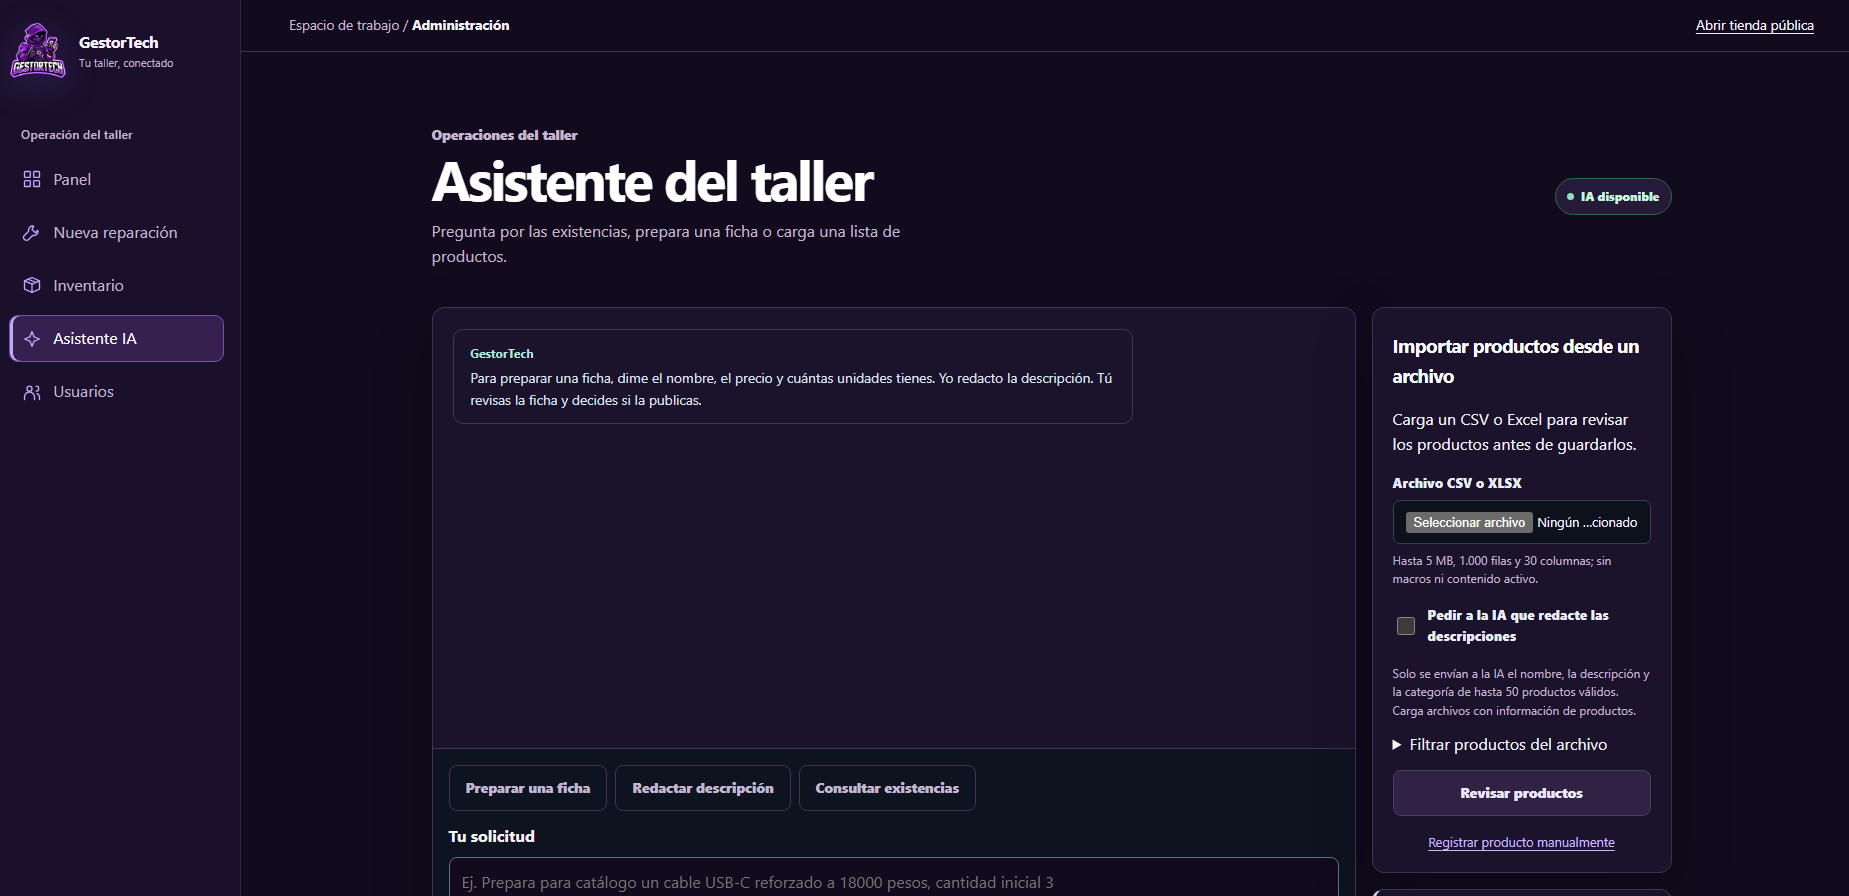 GESTORTECH
GestorTech
Tu taller, conectado
Espacio de trabajo / Administración
Abrir tienda pública
Operación del taller
Panel
Nueva reparación
Inventario
Asistente IA
Usuarios
Operaciones del taller
Asistente del taller
Pregunta por las existencias, prepara una ficha o carga una lista de
productos.
IA disponible
GestorTech
Para preparar una ficha, dime el nombre, el precio y cuántas unidades tienes. Yo redacto la descripción. Tú
revisas la ficha y decides si la publicas.
Preparar una ficha
Redactar descripción
Consultar existencias
Tu solicitud
Ej. Prepara para catálogo un cable USB-C reforzado a 18000 pesos, cantidad inicial 3
Importar productos desde un
archivo
Carga un CSV o Excel para revisar
los productos antes de guardarlos.
Archivo CSV o XLSX
Seleccionar archivo Ningún ...cionado
Hasta 5 MB, 1.000 filas y 30 columnas; sin
macros ni contenido activo.
Pedir a la IA que redacte las
descripciones
Solo se envían a la IA el nombre, la descripción y
la categoría de hasta 50 productos válidos.
Carga archivos con información de productos.
Filtrar productos del archivo
Revisar productos
Registrar producto manualmente